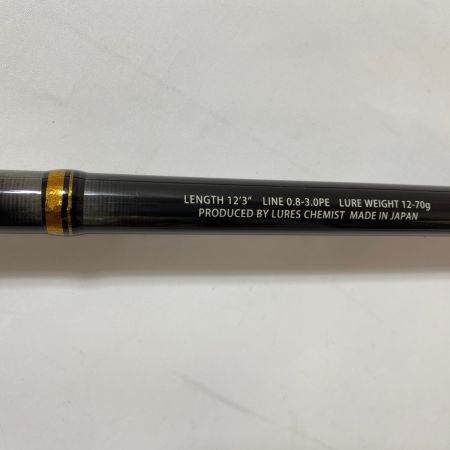 LENGTH 12'3" LINE 0.8-3.0PE LURE WEIGHT 12-70g
PRODUCED BY LURES CHEMIST MADE IN JAPAN